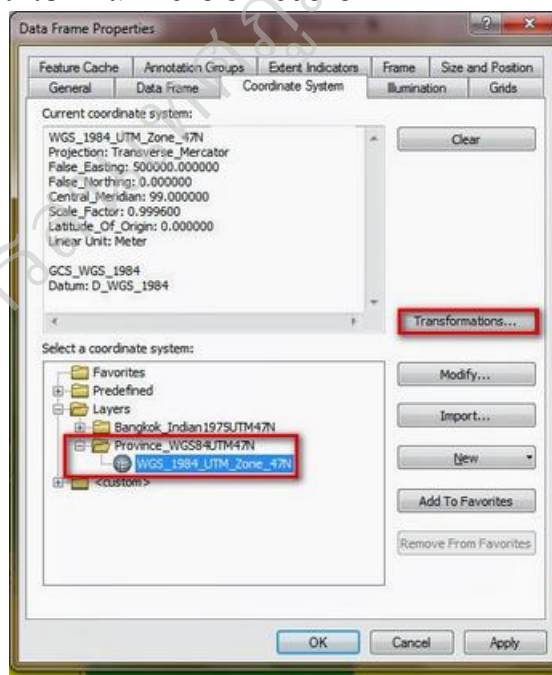 Data Frame Properties
Feature Cache Annotation Groups Extent Indicators Frame Size and Position
General Data Frame Coordinate System Illumination Grids
Current coordinate system:
WGS_1984_UTM_Zone_47N
Projection: Transverse_Mercator
False_Easting: 500000.000000
False_Northing: 0.000000
Central_Meridian: 99.000000
Scale_Factor: 0.999600
Latitude_Of_Origin: 0.000000
Linear Unit: Meter
GCS_WGS_1984
Datum: D_WGS_1984
Clear
Transformations...
Select a coordinate system:
Favorites
Predefined
Layers
Bangkok_Indian1975UTM47N
Province_WGS84UTM47N
WGS_1984_UTM_Zone_47N
<custom>
Modify...
Import...
New
Add To Favorites
Remove From Favorites
OK Cancel Apply